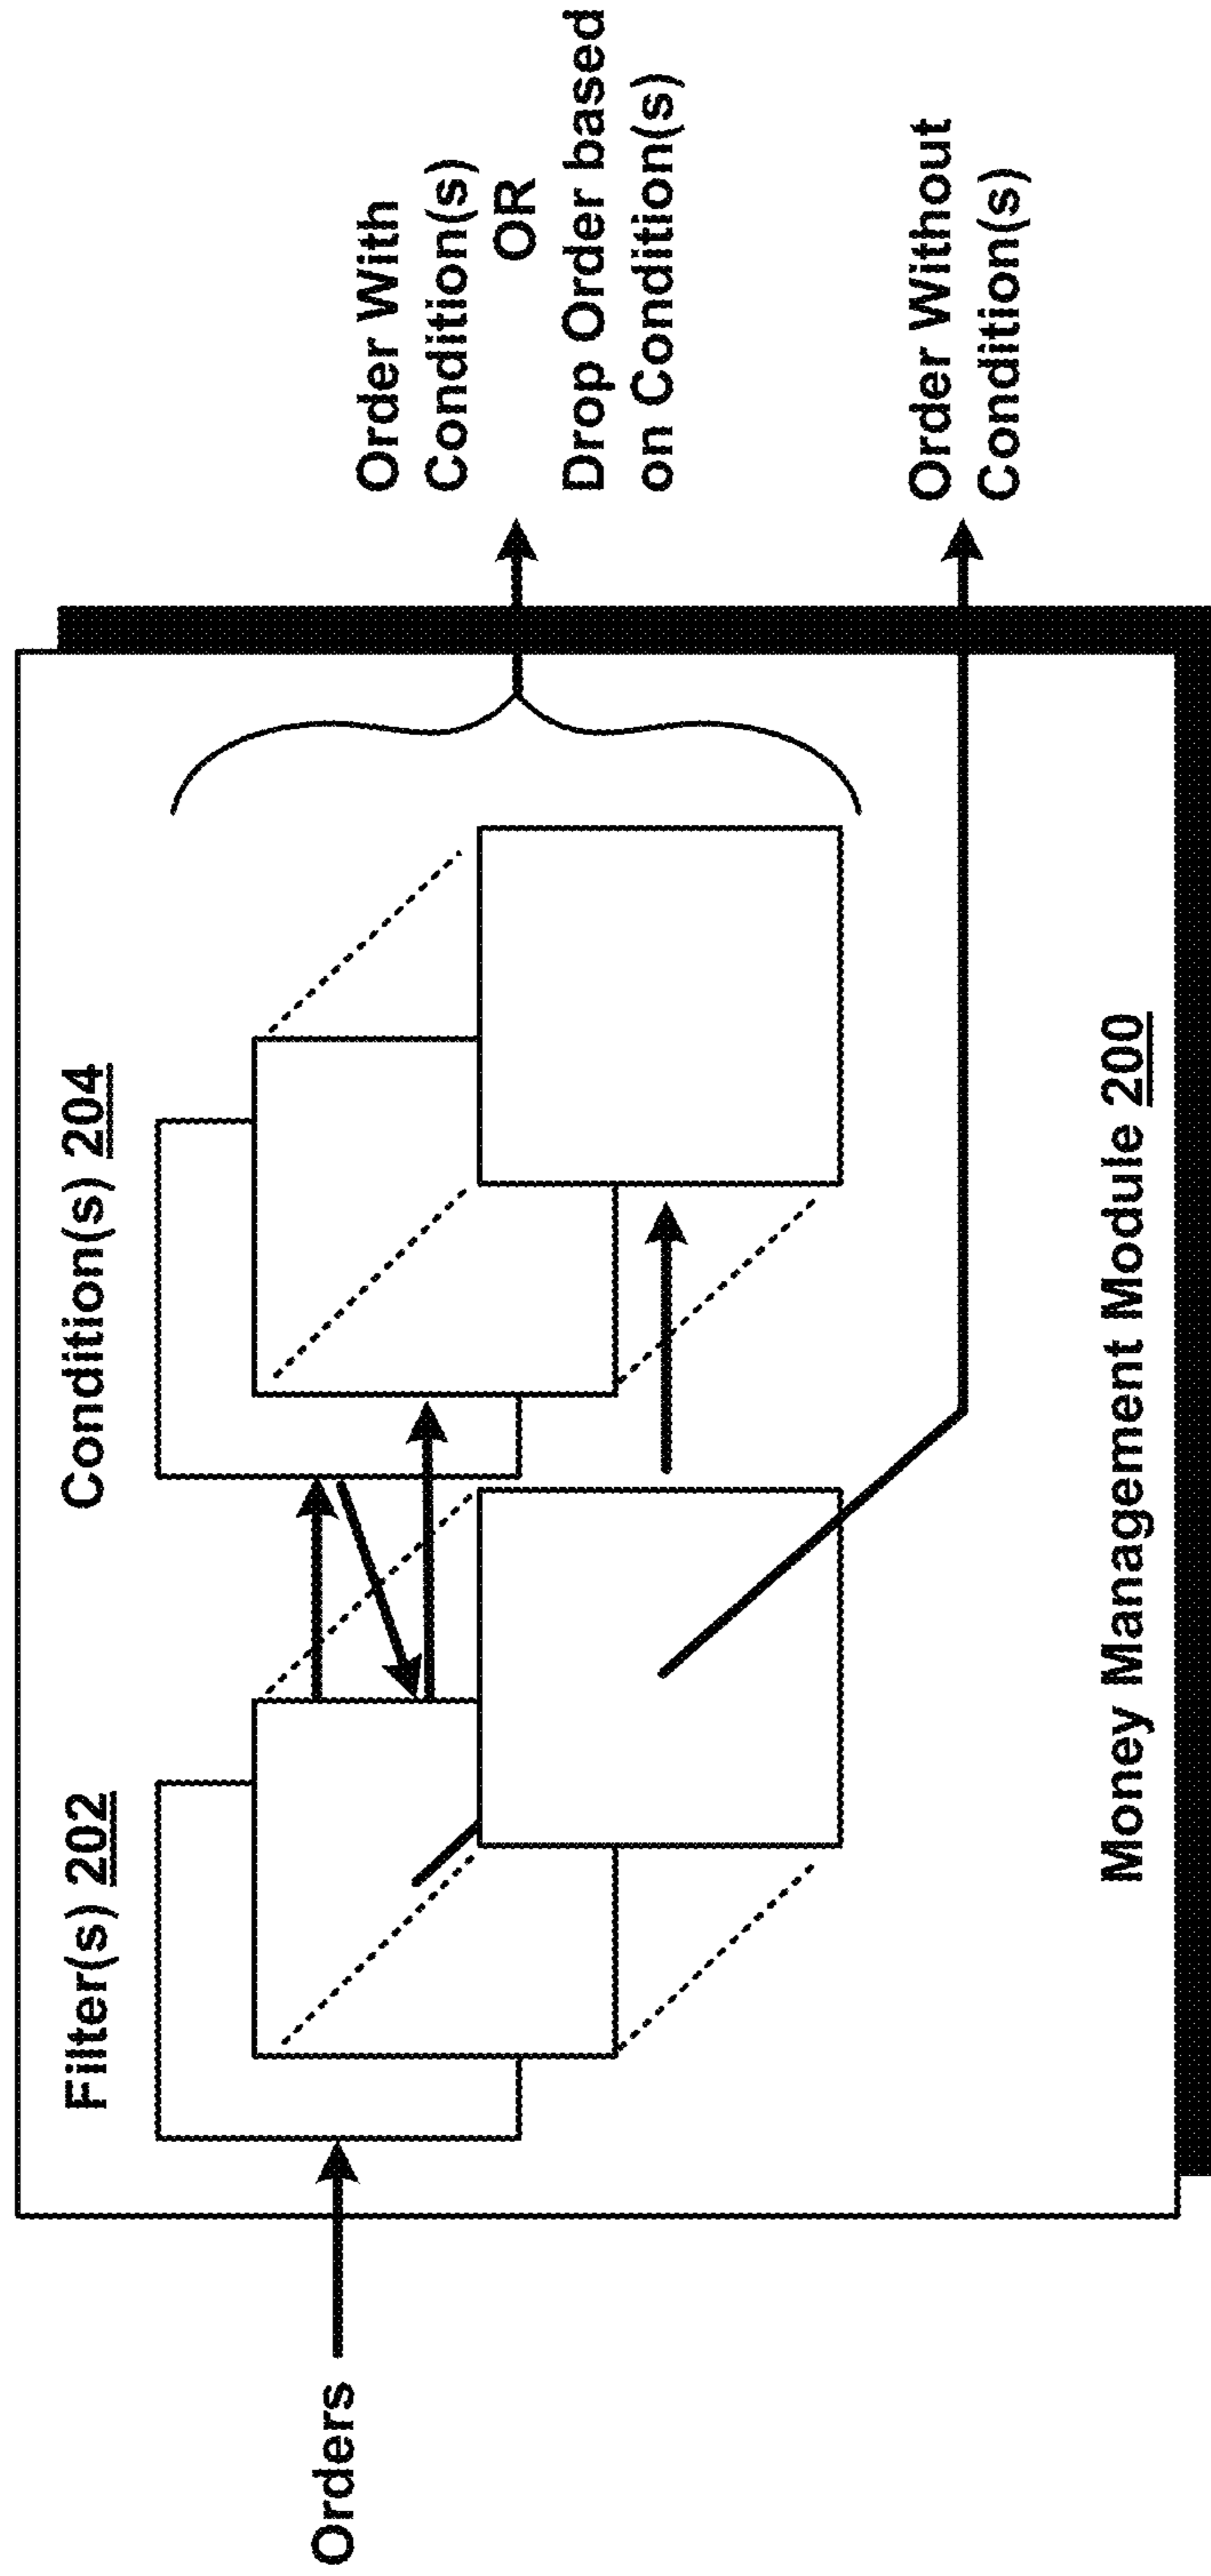 Orders
Filter(s) 202
Condition(s) 204
Order With
Condition(s)
OR
Drop Order based
on Condition(s)
Order Without
Condition(s)
Money Management Module 200